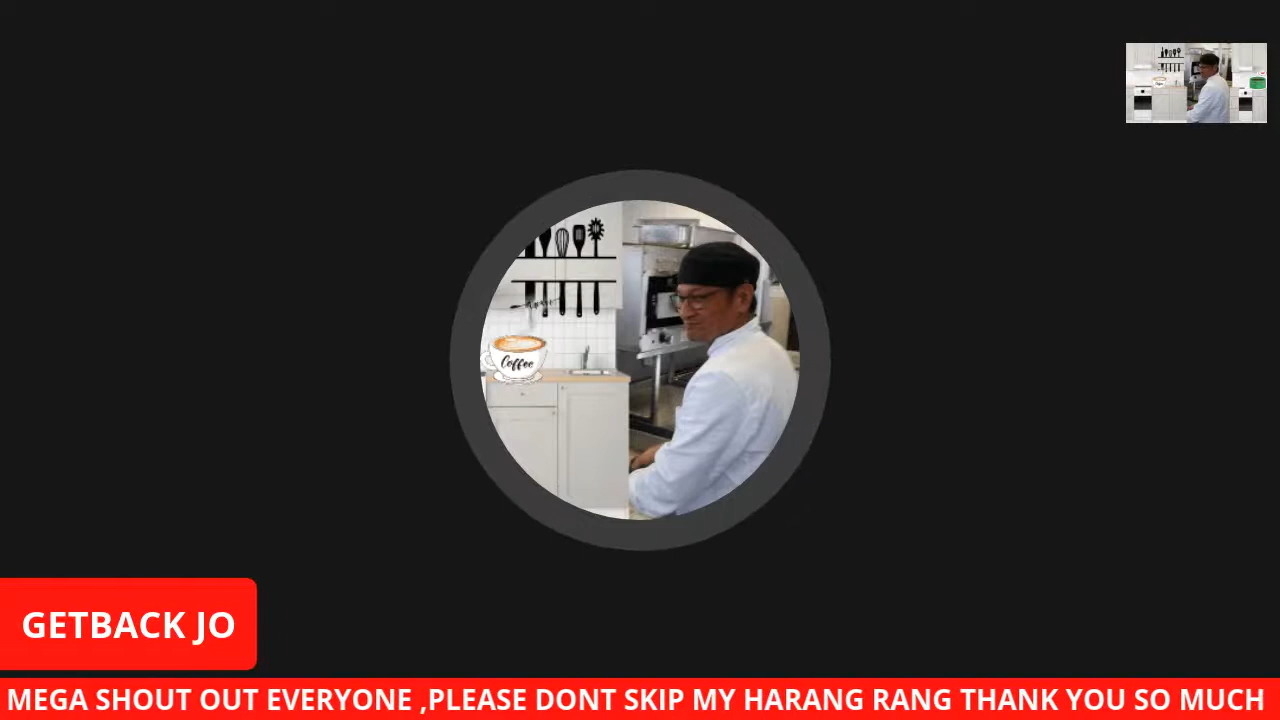 Coffee
GETBACK JO
MEGA SHOUT OUT EVERYONE ,PLEASE DONT SKIP MY HARANG RANG THANK YOU SO MUCH